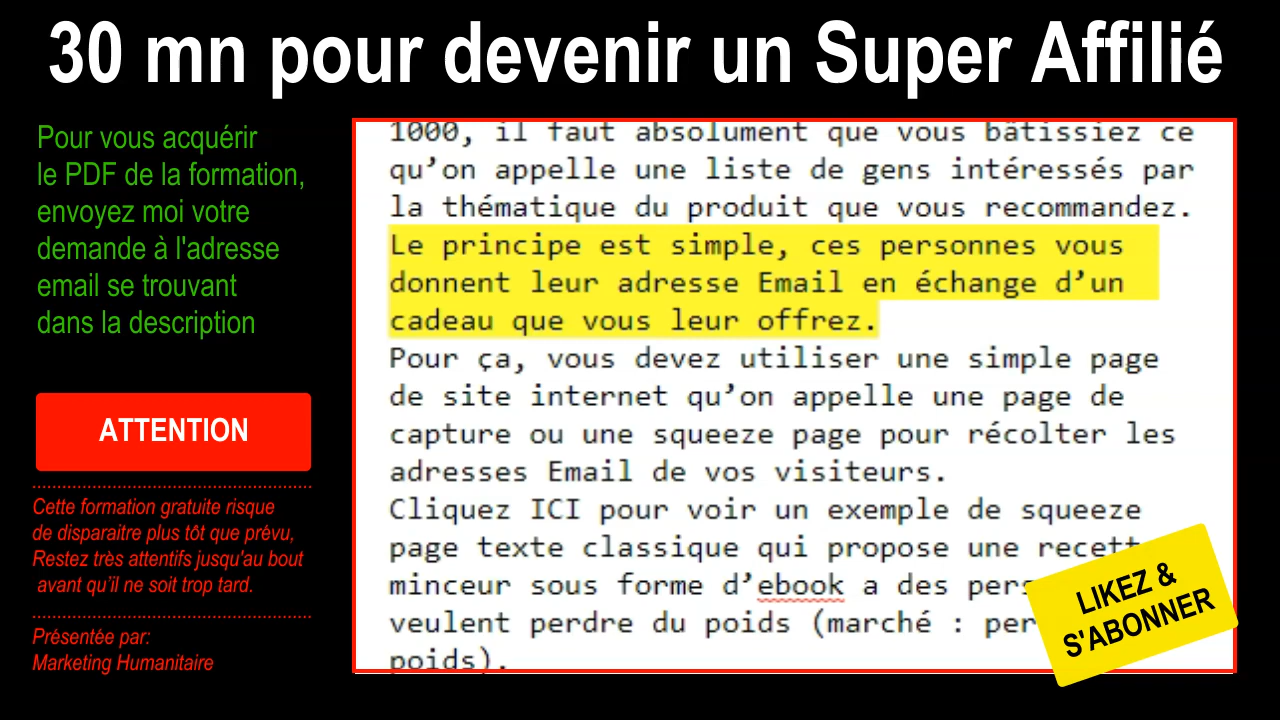 30 mn pour devenir un Super Affilié
Pour vous acquérir
le PDF de la formation,
envoyez moi votre
demande à l'adresse
email se trouvant
dans la description
ATTENTION
Cette formation gratuite risque
de disparaitre plus tôt que prévu,
Restez très attentifs jusqu'au bout
avant qu’il ne soit trop tard.
Présentée par:
Marketing Humanitaire
1000, il faut absolument que vous bâtissiez ce
qu’on appelle une liste de gens intéressés par
la thématique du produit que vous recommandez.
Le principe est simple, ces personnes vous
donnent leur adresse Email en échange d’un
cadeau que vous leur offrez.
Pour ça, vous devez utiliser une simple page
de site internet qu’on appelle une page de
capture ou une squeeze page pour récolter les
adresses Email de vos visiteurs.
Cliquez ICI pour voir un exemple de squeeze
page texte classique qui propose une
minceur sous forme d’ebook a des
veulent perdre du poids (marché :
poids).
LIKEZ &
S'ABONNER